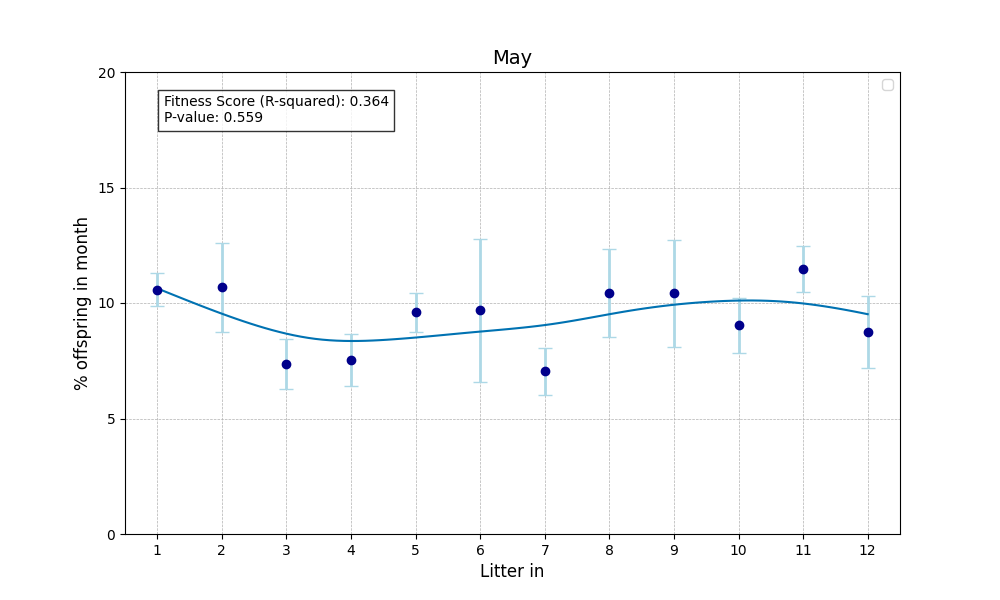 May
Fitness Score (R-squared): 0.364
P-value: 0.559
% offspring in month
20
15
10
5
0
1 2 3 4 5 6 7 8 9 10 11 12
Litter in